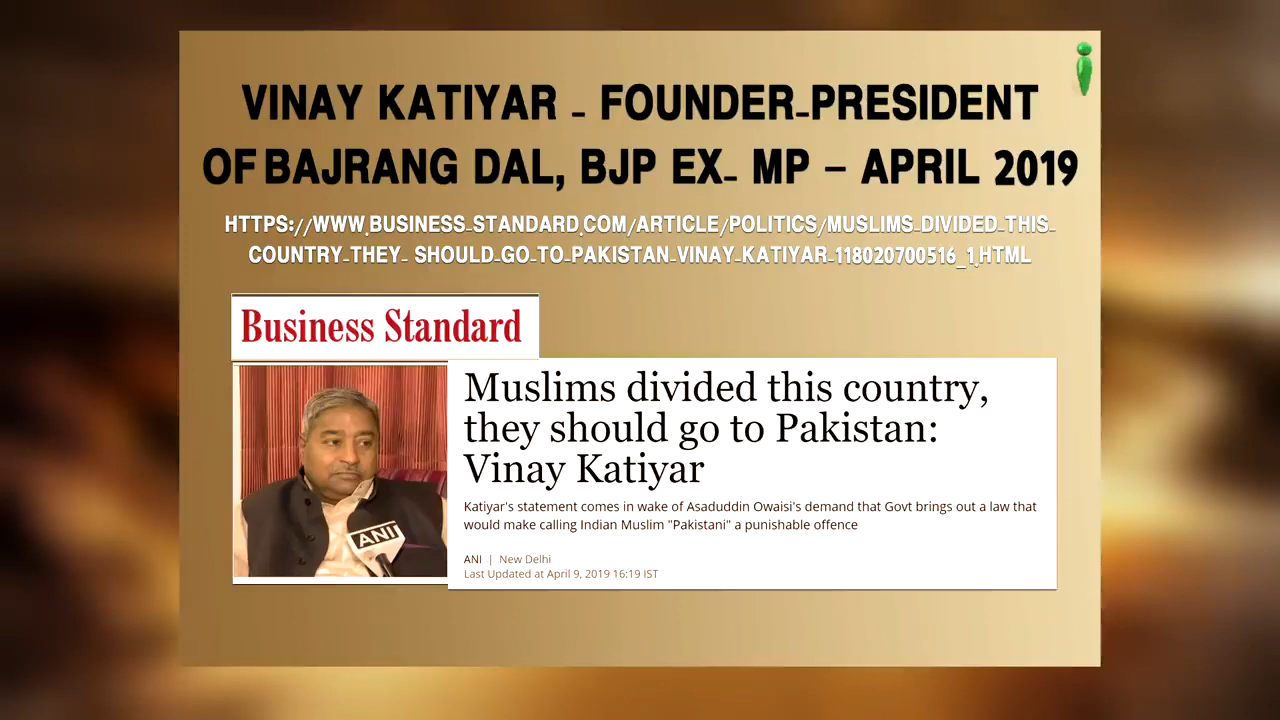 VINAY KATIYAR - FOUNDER-PRESIDENT
OF BAJRANG DAL, BJP EX- MP – APRIL 2019
HTTPS://WWW.BUSINESS-STANDARD.COM/ARTICLE/POLITICS/MUSLIMS-DIVIDED-THIS-
COUNTRY-THEY- SHOULD-GO-TO-PAKISTAN-VINAY-KATIYAR-118020700516_1.HTML
Business Standard
Muslims divided this country,
they should go to Pakistan:
Vinay Katiyar
Katiyar's statement comes in wake of Asaduddin Owaisi's demand that Govt brings out a law that
would make calling Indian Muslim "Pakistani" a punishable offence
ANI
ANI | New Delhi
Last Updated at April 9, 2019 16:19 IST